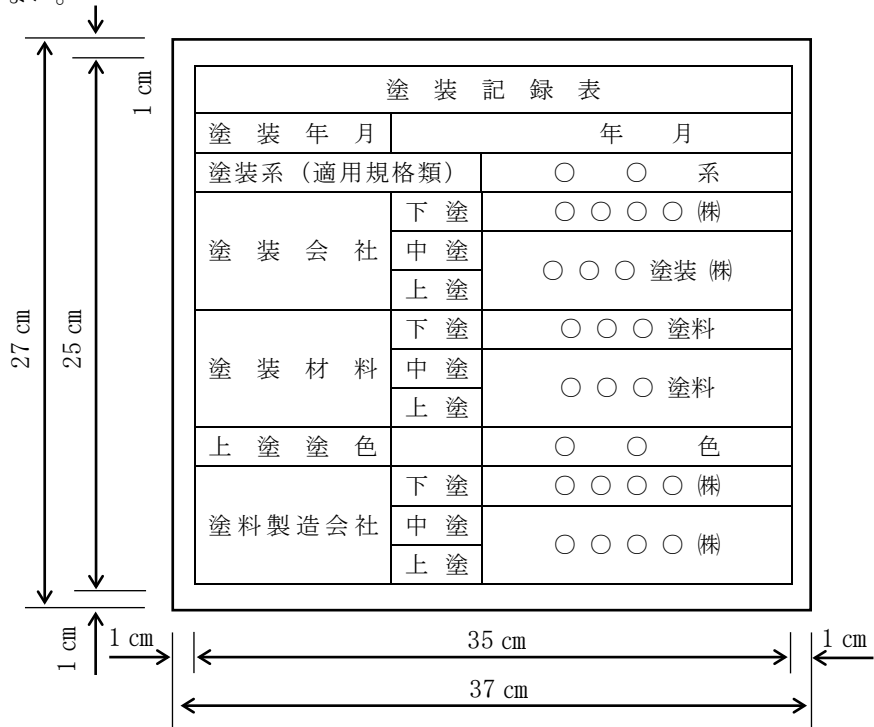 1 cm
塗 装 記 録 表
塗 装 年 月 年 月
塗装系（適用規格類） ○ ○ 系
塗 装 会 社 下 塗 ○ ○ ○ ○ ㈱
中 塗 ○ ○ ○ 塗装 ㈱
上 塗
塗 装 材 料 下 塗 ○ ○ ○ 塗料
中 塗 ○ ○ ○ 塗料
上 塗
上 塗 塗 色 ○ ○ 色
塗料製造会社 下 塗 ○ ○ ○ ○ ㈱
中 塗 ○ ○ ○ ○ ㈱
上 塗
27 cm
25 cm
1 cm
1 cm
35 cm
1 cm
37 cm